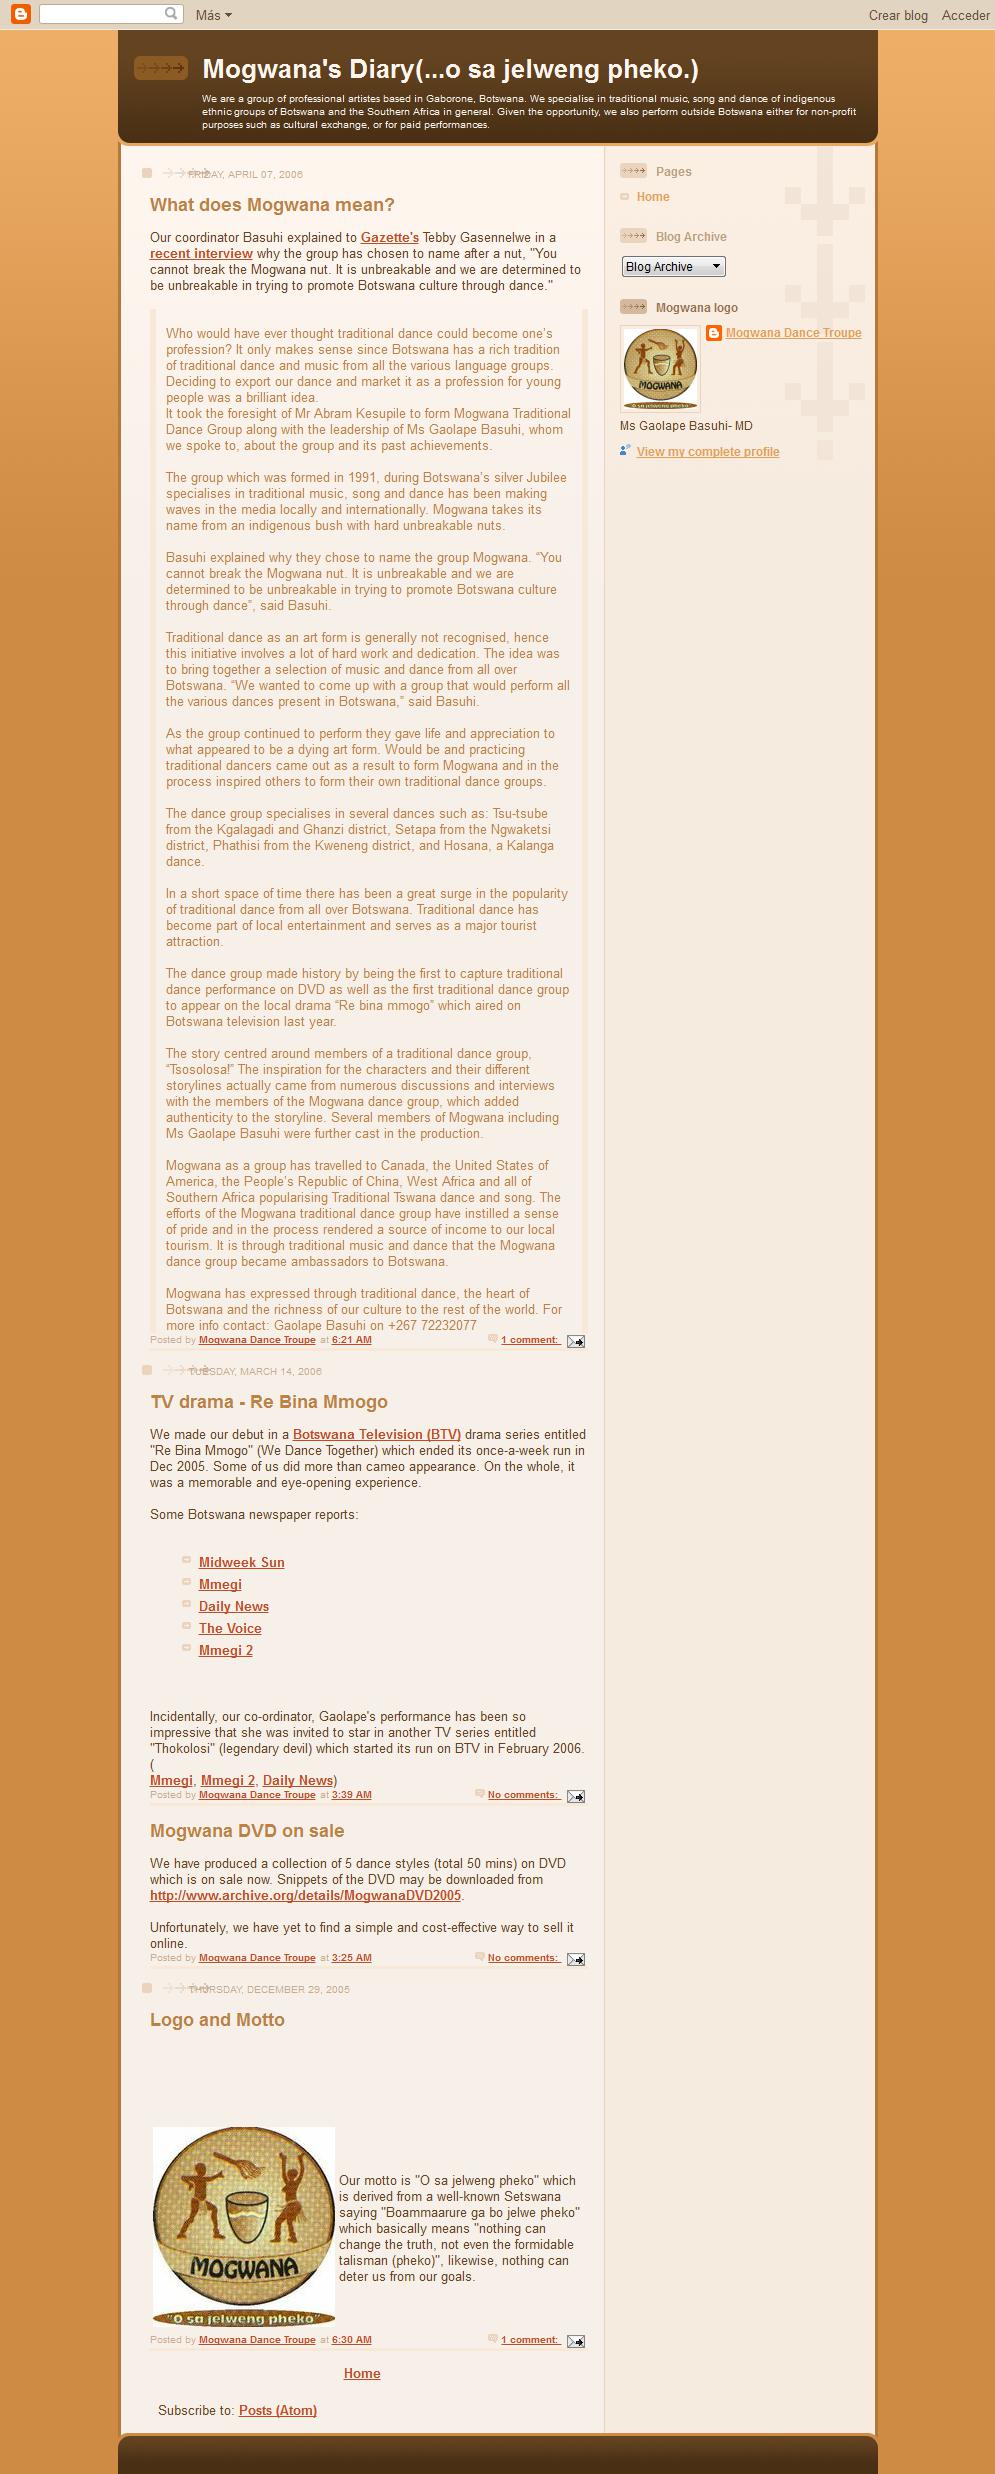 Más
Crear blog Acceder
Mogwana's Diary(...o sa jelweng pheko.)
We are a group of professional artistes based in Gaborone, Botswana. We specialise in traditional music, song and dance of indigenous
ethnic groups of Botswana and the Southern Africa in general. Given the opportunity, we also perform outside Botswana either for non-profit
purposes such as cultural exchange, or for paid performances.
FRIDAY, APRIL 07, 2006
What does Mogwana mean?
Our coordinator Basuhi explained to Gazette's Tebby Gasennelwe in a
recent interview why the group has chosen to name after a nut, "You
cannot break the Mogwana nut. It is unbreakable and we are determined to
be unbreakable in trying to promote Botswana culture through dance."
Who would have ever thought traditional dance could become one’s
profession? It only makes sense since Botswana has a rich tradition
of traditional dance and music from all the various language groups.
Deciding to export our dance and market it as a profession for young
people was a brilliant idea.
It took the foresight of Mr Abram Kesupile to form Mogwana Traditional
Dance Group along with the leadership of Ms Gaolape Basuhi, whom
we spoke to, about the group and its past achievements.
The group which was formed in 1991, during Botswana’s silver Jubilee
specialises in traditional music, song and dance has been making
waves in the media locally and internationally. Mogwana takes its
name from an indigenous bush with hard unbreakable nuts.
Basuhi explained why they chose to name the group Mogwana. “You
cannot break the Mogwana nut. It is unbreakable and we are
determined to be unbreakable in trying to promote Botswana culture
through dance”, said Basuhi.
Traditional dance as an art form is generally not recognised, hence
this initiative involves a lot of hard work and dedication. The idea was
to bring together a selection of music and dance from all over
Botswana. “We wanted to come up with a group that would perform all
the various dances present in Botswana,” said Basuhi.
As the group continued to perform they gave life and appreciation to
what appeared to be a dying art form. Would be and practicing
traditional dancers came out as a result to form Mogwana and in the
process inspired others to form their own traditional dance groups.
The dance group specialises in several dances such as: Tsu-tsube
from the Kgalagadi and Ghanzi district, Setapa from the Ngwaketsi
district, Phathisi from the Kweneng district, and Hosana, a Kalanga
dance.
In a short space of time there has been a great surge in the popularity
of traditional dance from all over Botswana. Traditional dance has
become part of local entertainment and serves as a major tourist
attraction.
The dance group made history by being the first to capture traditional
dance performance on DVD as well as the first traditional dance group
to appear on the local drama “Re bina mmogo” which aired on
Botswana television last year.
The story centred around members of a traditional dance group,
“Tsosolosa!” The inspiration for the characters and their different
storylines actually came from numerous discussions and interviews
with the members of the Mogwana dance group, which added
authenticity to the storyline. Several members of Mogwana including
Ms Gaolape Basuhi were further cast in the production.
Mogwana as a group has travelled to Canada, the United States of
America, the People’s Republic of China, West Africa and all of
Southern Africa popularising Traditional Tswana dance and song. The
efforts of the Mogwana traditional dance group have instilled a sense
of pride and in the process rendered a source of income to our local
tourism. It is through traditional music and dance that the Mogwana
dance group became ambassadors to Botswana.
Mogwana has expressed through traditional dance, the heart of
Botswana and the richness of our culture to the rest of the world. For
more info contact: Gaolape Basuhi on +267 72232077
Posted by Mogwana Dance Troupe at 6:21 AM 1 comment:
TUESDAY, MARCH 14, 2006
TV drama - Re Bina Mmogo
We made our debut in a Botswana Television (BTV) drama series entitled
"Re Bina Mmogo" (We Dance Together) which ended its once-a-week run in
Dec 2005. Some of us did more than cameo appearance. On the whole, it
was a memorable and eye-opening experience.
Some Botswana newspaper reports:
Midweek Sun
Mmegi
Daily News
The Voice
Mmegi 2
Incidentally, our co-ordinator, Gaolape's performance has been so
impressive that she was invited to star in another TV series entitled
"Thokolosi" (legendary devil) which started its run on BTV in February 2006.
(
Mmegi, Mmegi 2, Daily News)
Posted by Mogwana Dance Troupe at 3:39 AM No comments:
Mogwana DVD on sale
We have produced a collection of 5 dance styles (total 50 mins) on DVD
which is on sale now. Snippets of the DVD may be downloaded from
http://www.archive.org/details/MogwanaDVD2005.
Unfortunately, we have yet to find a simple and cost-effective way to sell it
online.
Posted by Mogwana Dance Troupe at 3:25 AM No comments:
THURSDAY, DECEMBER 29, 2005
Logo and Motto
MOGWANA
"O sa jelweng pheko"
Our motto is "O sa jelweng pheko" which
is derived from a well-known Setswana
saying "Boammaarure ga bo jelwe pheko"
which basically means "nothing can
change the truth, not even the formidable
talisman (pheko)", likewise, nothing can
deter us from our goals.
Posted by Mogwana Dance Troupe at 6:30 AM 1 comment:
Home
Subscribe to: Posts (Atom)
Pages
Home
Blog Archive
Blog Archive
Mogwana logo
MOGWANA
"O sa jelweng pheko"
Mogwana Dance Troupe
Ms Gaolape Basuhi- MD
View my complete profile